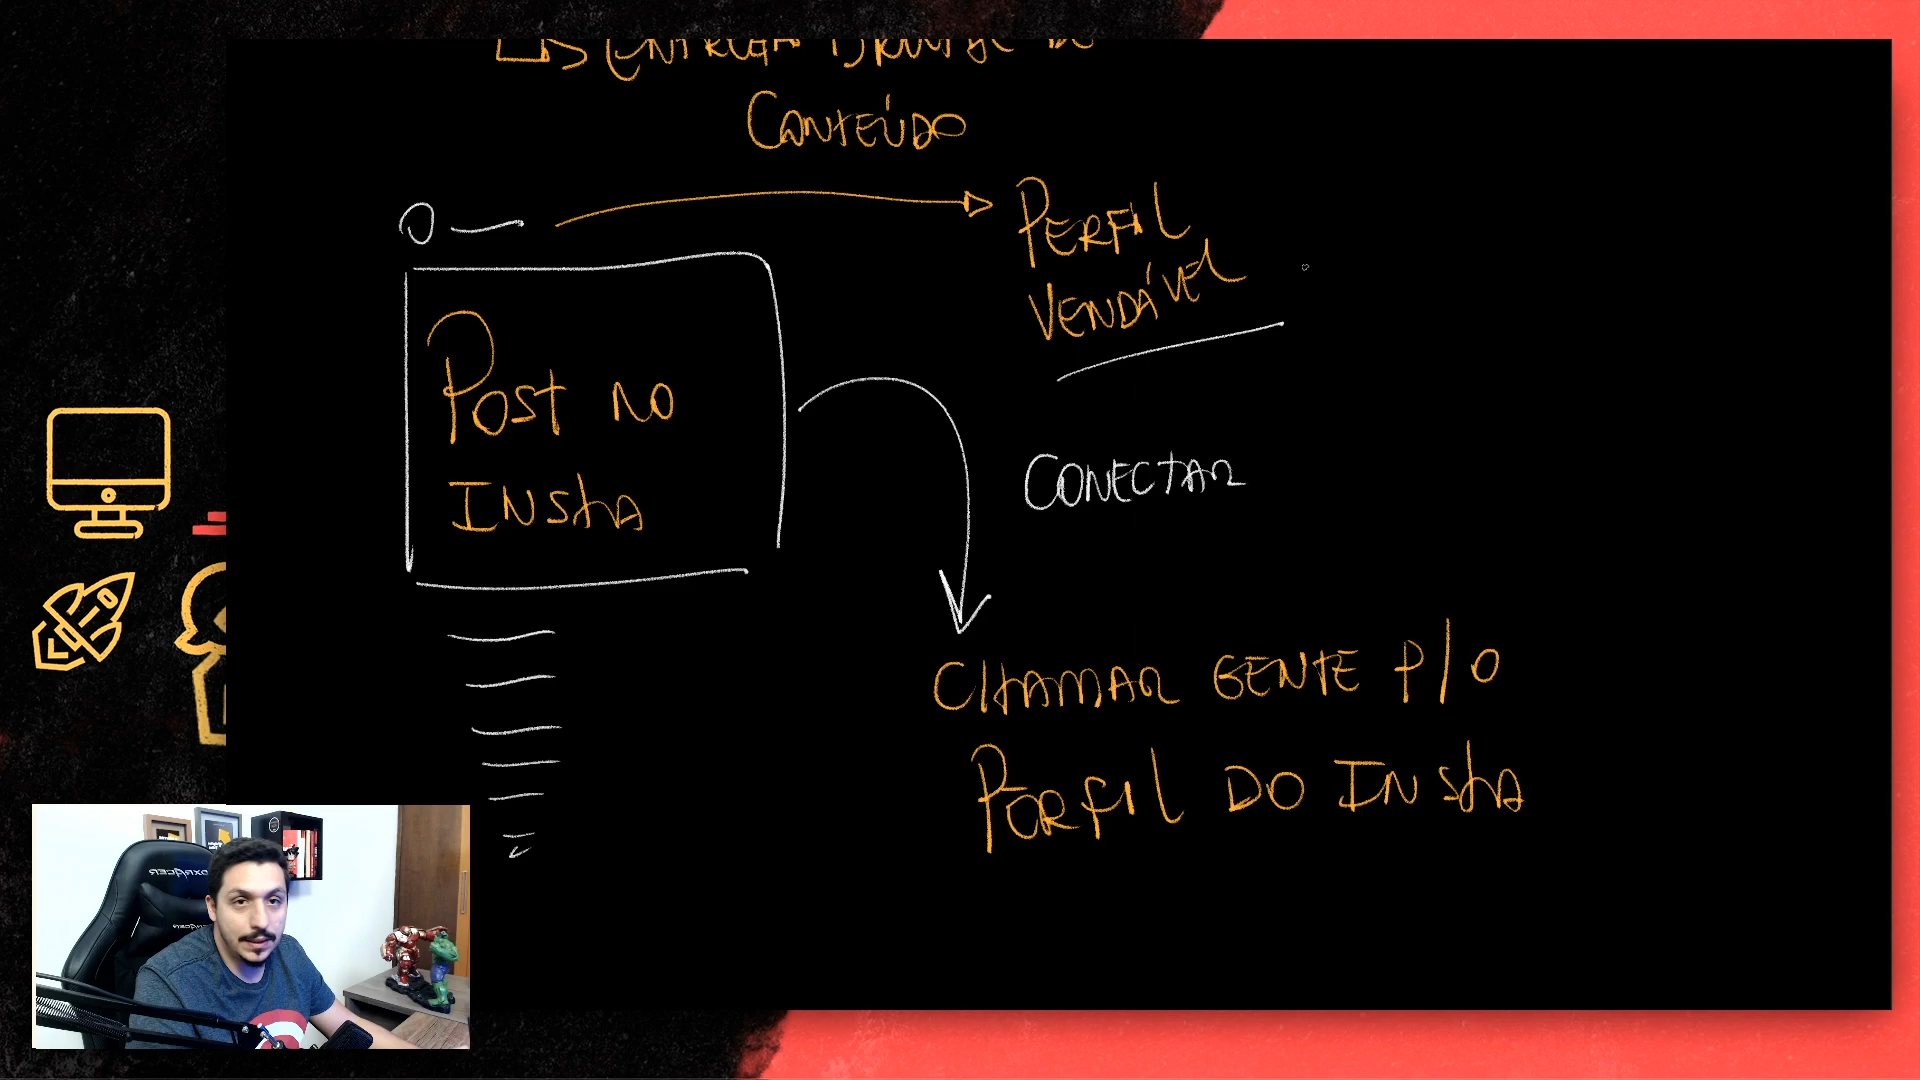 CONTEÚDO
PERFIL
VENDÁVEL
POST NO
INSTA
CONECTAR
CHAMAR GENTE P/ O
PERFIL DO INSTA